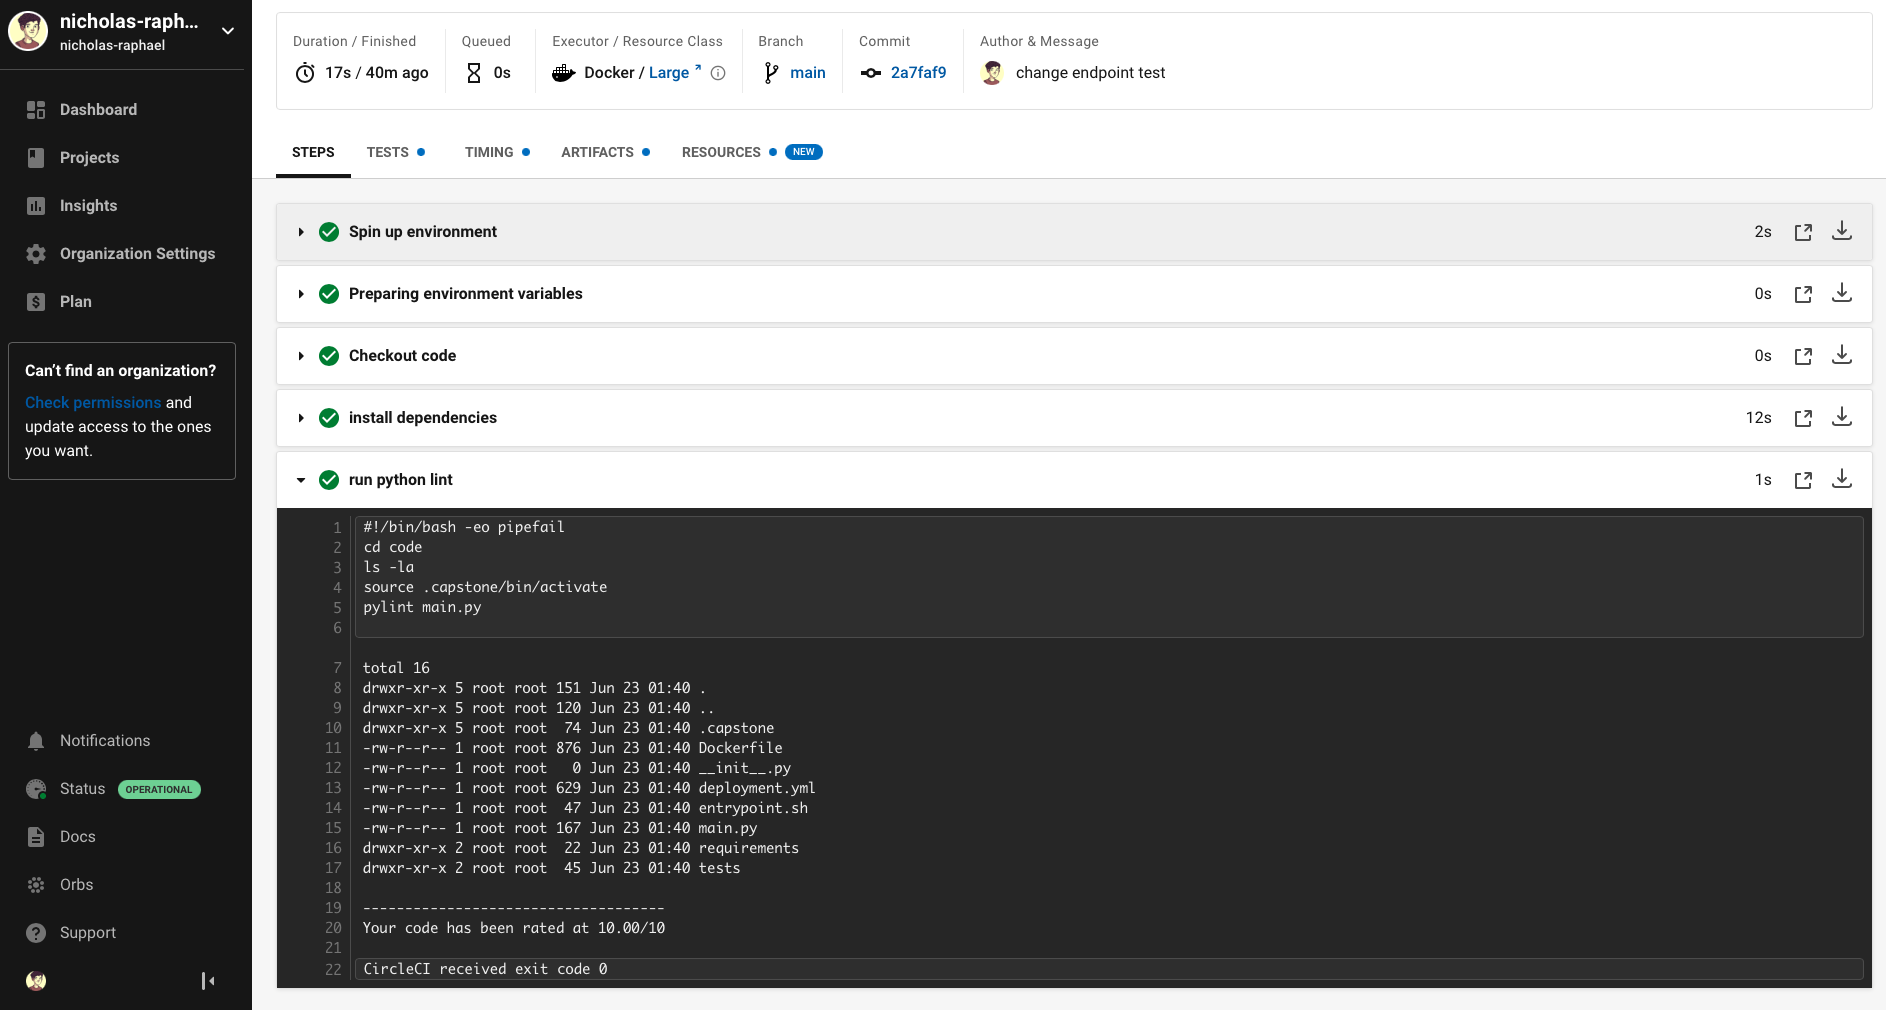 nicholas-raph...
nicholas-raphael
Dashboard
Projects
Insights
Organization Settings
Plan
Can't find an organization?
Check permissions and
update access to the ones
you want.
Notifications
Status OPERATIONAL
Docs
Orbs
Support
Duration / Finished
17s / 40m ago
Queued
0s
Executor / Resource Class
Docker / Large
Branch
main
Commit
2a7faf9
Author & Message
change endpoint test
STEPS TESTS TIMING ARTIFACTS RESOURCES NEW
Spin up environment 2s
Preparing environment variables 0s
Checkout code 0s
install dependencies 12s
run python lint 1s
1 #!/bin/bash -eo pipefail
2 cd code
3 ls -la
4 source .capstone/bin/activate
5 pylint main.py
6
7 total 16
8 drwxr-xr-x 5 root root 151 Jun 23 01:40 .
9 drwxr-xr-x 5 root root 120 Jun 23 01:40 ..
10 drwxr-xr-x 5 root root  74 Jun 23 01:40 .capstone
11 -rw-r--r-- 1 root root 876 Jun 23 01:40 Dockerfile
12 -rw-r--r-- 1 root root   0 Jun 23 01:40 __init__.py
13 -rw-r--r-- 1 root root 629 Jun 23 01:40 deployment.yml
14 -rw-r--r-- 1 root root  47 Jun 23 01:40 entrypoint.sh
15 -rw-r--r-- 1 root root 167 Jun 23 01:40 main.py
16 drwxr-xr-x 2 root root  22 Jun 23 01:40 requirements
17 drwxr-xr-x 2 root root  45 Jun 23 01:40 tests
18
19 ------------------------------------
20 Your code has been rated at 10.00/10
21
22 CircleCI received exit code 0